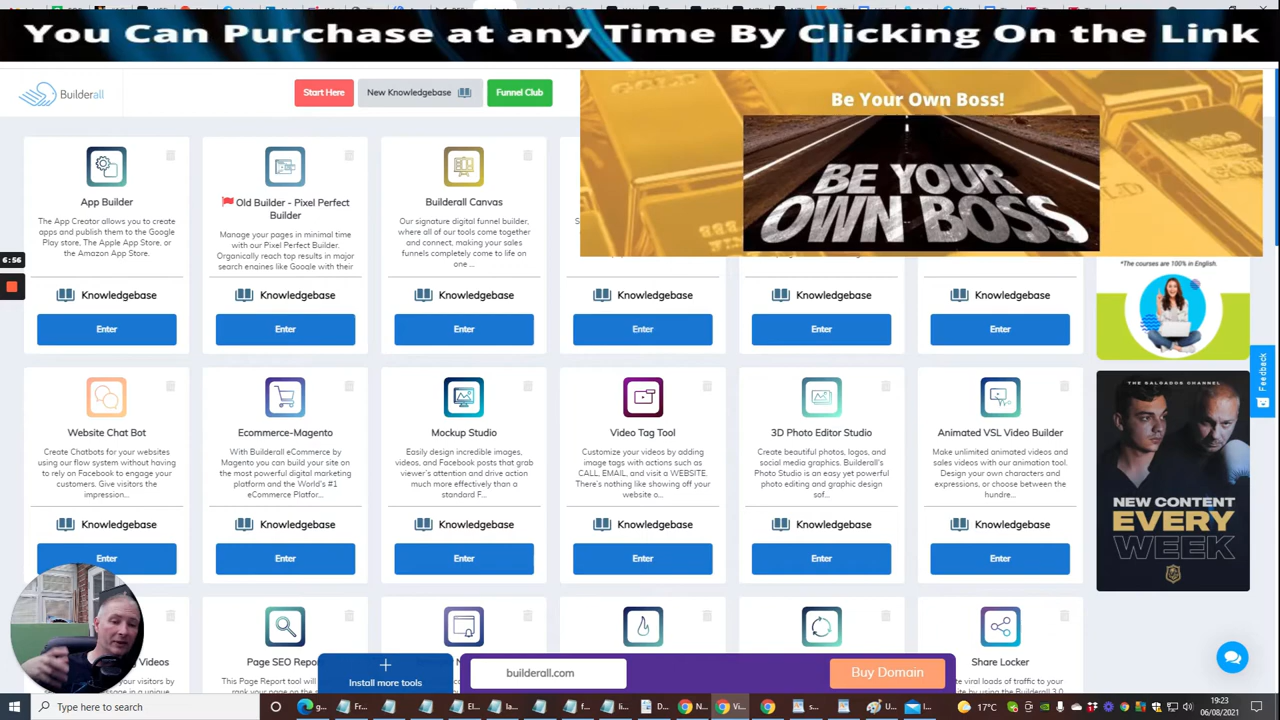 You Can Purchase at any Time By Clicking On the Link
Builderall
Start Here
New Knowledgebase
Funnel Club
Be Your Own Boss!
BE YOUR
OWN BOSS
6:56
App Builder
The App Creator allows you to create
apps and publish them to the Google
Play store, The Apple App Store, or
the Amazon App Store.
Knowledgebase
Enter
Old Builder - Pixel Perfect
Builder
Manage your pages in minimal time
with our Pixel Perfect Builder.
Organically reach top results in major
search engines like Google with their
Knowledgebase
Enter
Builderall Canvas
Our signature digital funnel builder,
where all of our tools come together
and connect, making your sales
funnels completely come to life on
one ...
Knowledgebase
Enter
Knowledgebase
Enter
Knowledgebase
Enter
Knowledgebase
Enter
*The courses are 100% in English.
Feedback
Website Chat Bot
Create Chatbots for your websites
using our flow system without having
to rely on Facebook to engage your
customers. Give visitors the
impression...
Knowledgebase
Enter
Ecommerce-Magento
With Builderall eCommerce by
Magento you can build your site on
the most powerful digital marketing
platform and the World's #1
eCommerce Platfor...
Knowledgebase
Enter
Mockup Studio
Easily design incredible images,
videos, and Facebook posts that grab
viewer's attention and drive action
much more effectively than a
standard F...
Knowledgebase
Enter
Video Tag Tool
Customize your videos by adding
image tags with actions such as
CALL, EMAIL, and visit a WEBSITE.
There's nothing like showing off your
website o...
Knowledgebase
Enter
3D Photo Editor Studio
Create beautiful photos, logos, and
social media graphics. Builderall's
Photo Studio is an easy yet powerful
photo editing and graphic design
sof...
Knowledgebase
Enter
Animated VSL Video Builder
Make unlimited animated videos and
sales videos with our animation tool.
Design your own characters and
expressions, or choose between the
hundre...
Knowledgebase
Enter
THE GALDADOS CHANNEL
NEW CONTENT
EVERY
WEEK
Videos
Page SEO Repo
This Page Report tool will
Share Locker
Install more tools
builderall.com
Buy Domain
Type here to search
17°C
19:23
06/08/2021